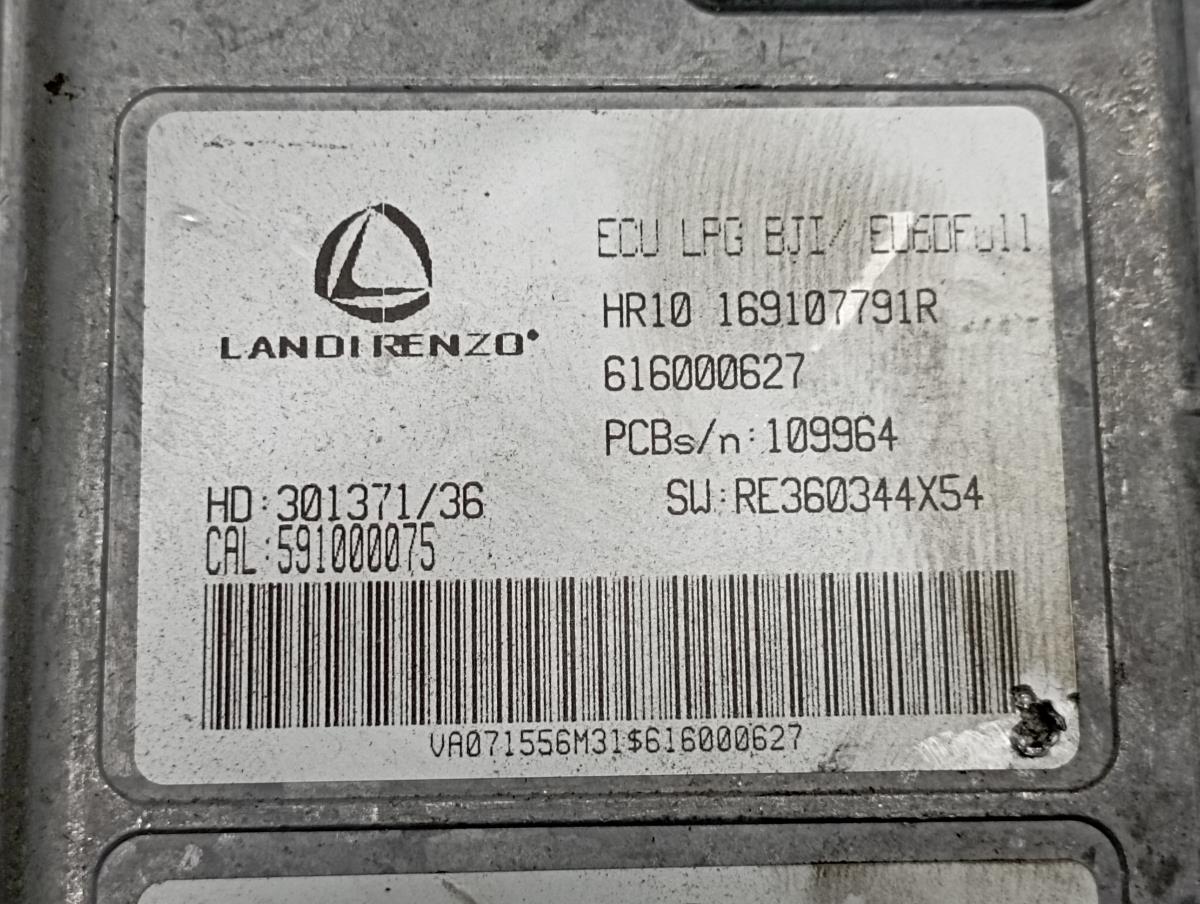 LANDIRENZO
ECU LPG BJI/ EU6DFull
HR10 169107791R
616000627
PCBs/n:109964
HD:301371/36
SW:RE360344X54
CAL:591000075
VA071556M31$616000627